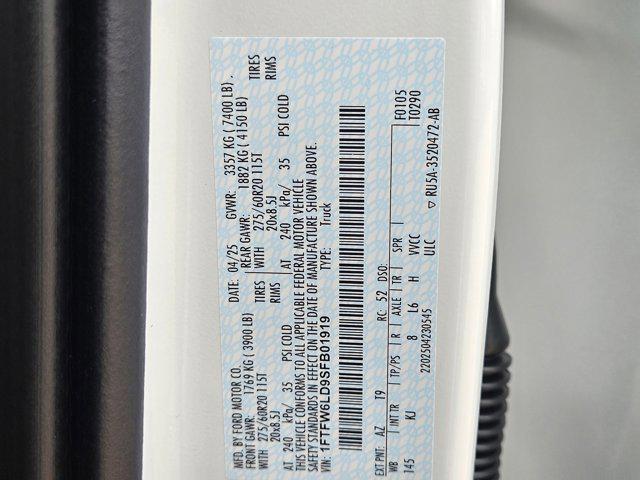 MFD. BY FORD MOTOR CO.
DATE: 04/25 GVWR: 3357 KG ( 7400 LB) .
FRONT GAWR: 1769 KG ( 3900 LB) REAR GAWR: 1882 KG ( 4150 LB)
WITH 275/60R20 115T TIRES WITH 275/60R20 115T TIRES
20x8.5J RIMS 20x8.5J RIMS
AT 240 kPa/ 35 PSI COLD AT 240 kPa/ 35 PSI COLD
THIS VEHICLE CONFORMS TO ALL APPLICABLE FEDERAL MOTOR VEHICLE
SAFETY STANDARDS IN EFFECT ON THE DATE OF MANUFACTURE SHOWN ABOVE.
VIN: 1FTFW6LD9SFB01919 TYPE: Truck
F0105
EXT PNT: AZ T9 RC: 52 DSO: T0290
WB INT TR TP/PS R AXLE TR SPR
145 KJ 8 L6 H VVCC
2202504230545 ULC ▽ RU5A-3520472-AB